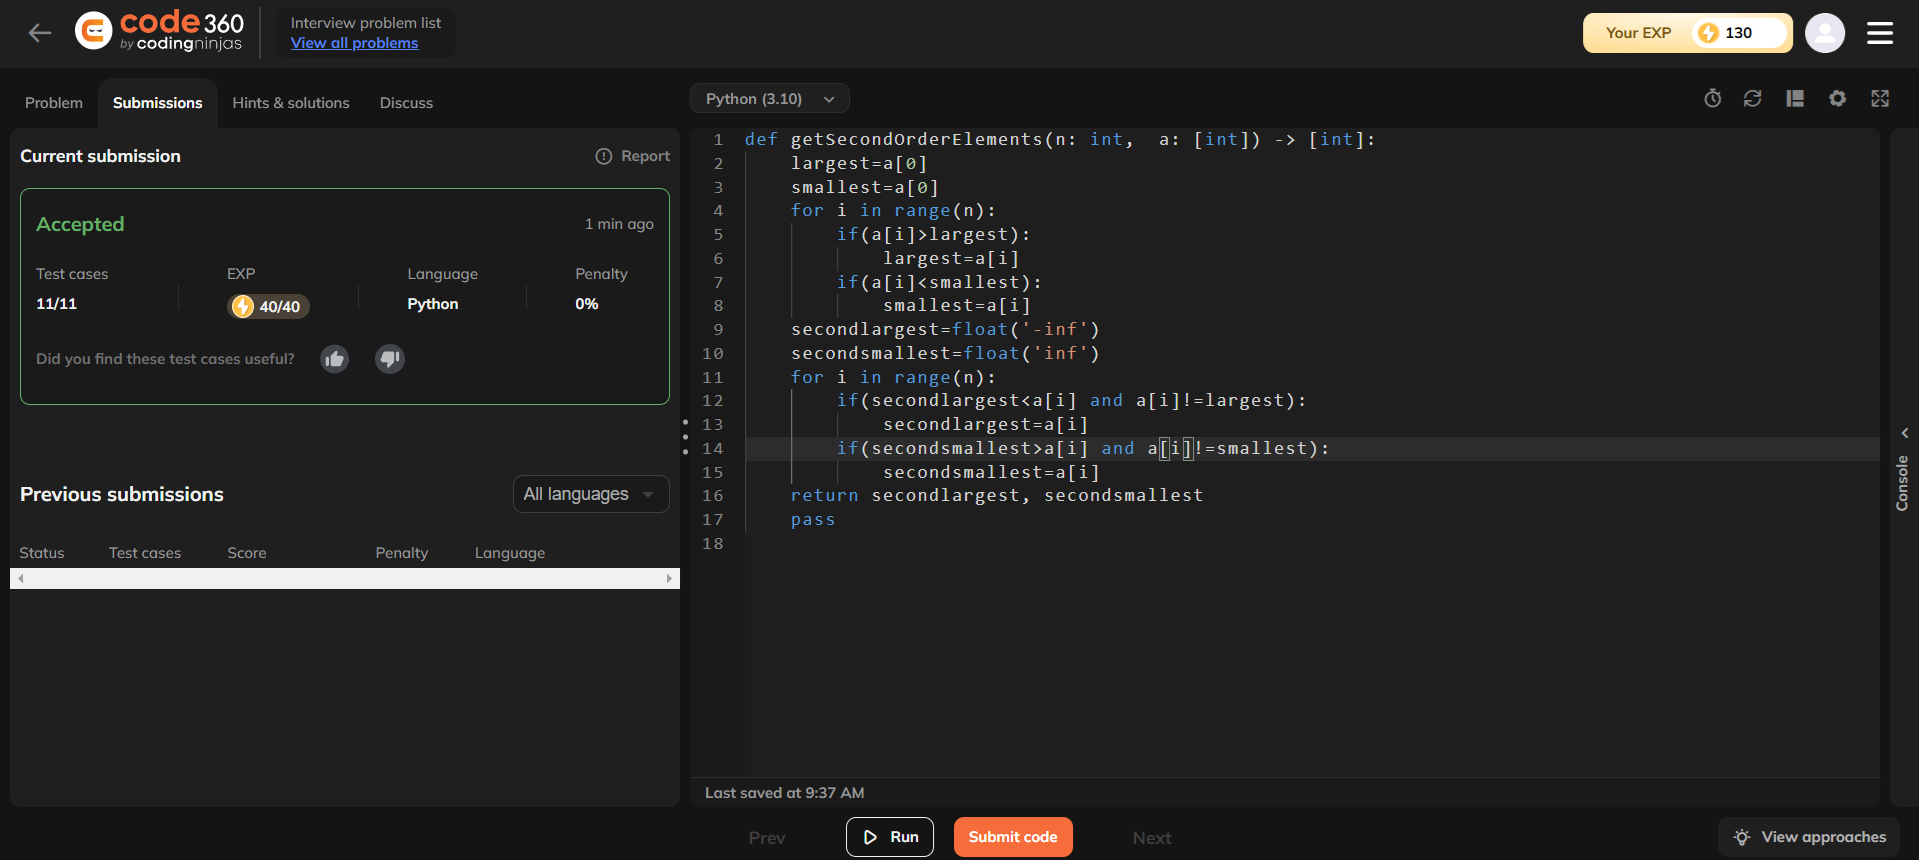 code 360
by codingninjas
Interview problem list
View all problems
Your EXP 130
Problem Submissions Hints & solutions Discuss
Current submission Report
Accepted 1 min ago
Test cases EXP Language Penalty
11/11 40/40 Python 0%
Did you find these test cases useful?
Previous submissions All languages
Status Test cases Score Penalty Language
Python (3.10)
1 def getSecondOrderElements(n: int,  a: [int]) -> [int]:
2     largest=a[0]
3     smallest=a[0]
4     for i in range(n):
5         if(a[i]>largest):
6             largest=a[i]
7         if(a[i]<smallest):
8             smallest=a[i]
9     secondlargest=float('-inf')
10     secondsmallest=float('inf')
11     for i in range(n):
12         if(secondlargest<a[i] and a[i]!=largest):
13             secondlargest=a[i]
14         if(secondsmallest>a[i] and a[i]!=smallest):
15             secondsmallest=a[i]
16     return secondlargest, secondsmallest
17     pass
18
Console
Last saved at 9:37 AM
Prev Run Submit code Next View approaches